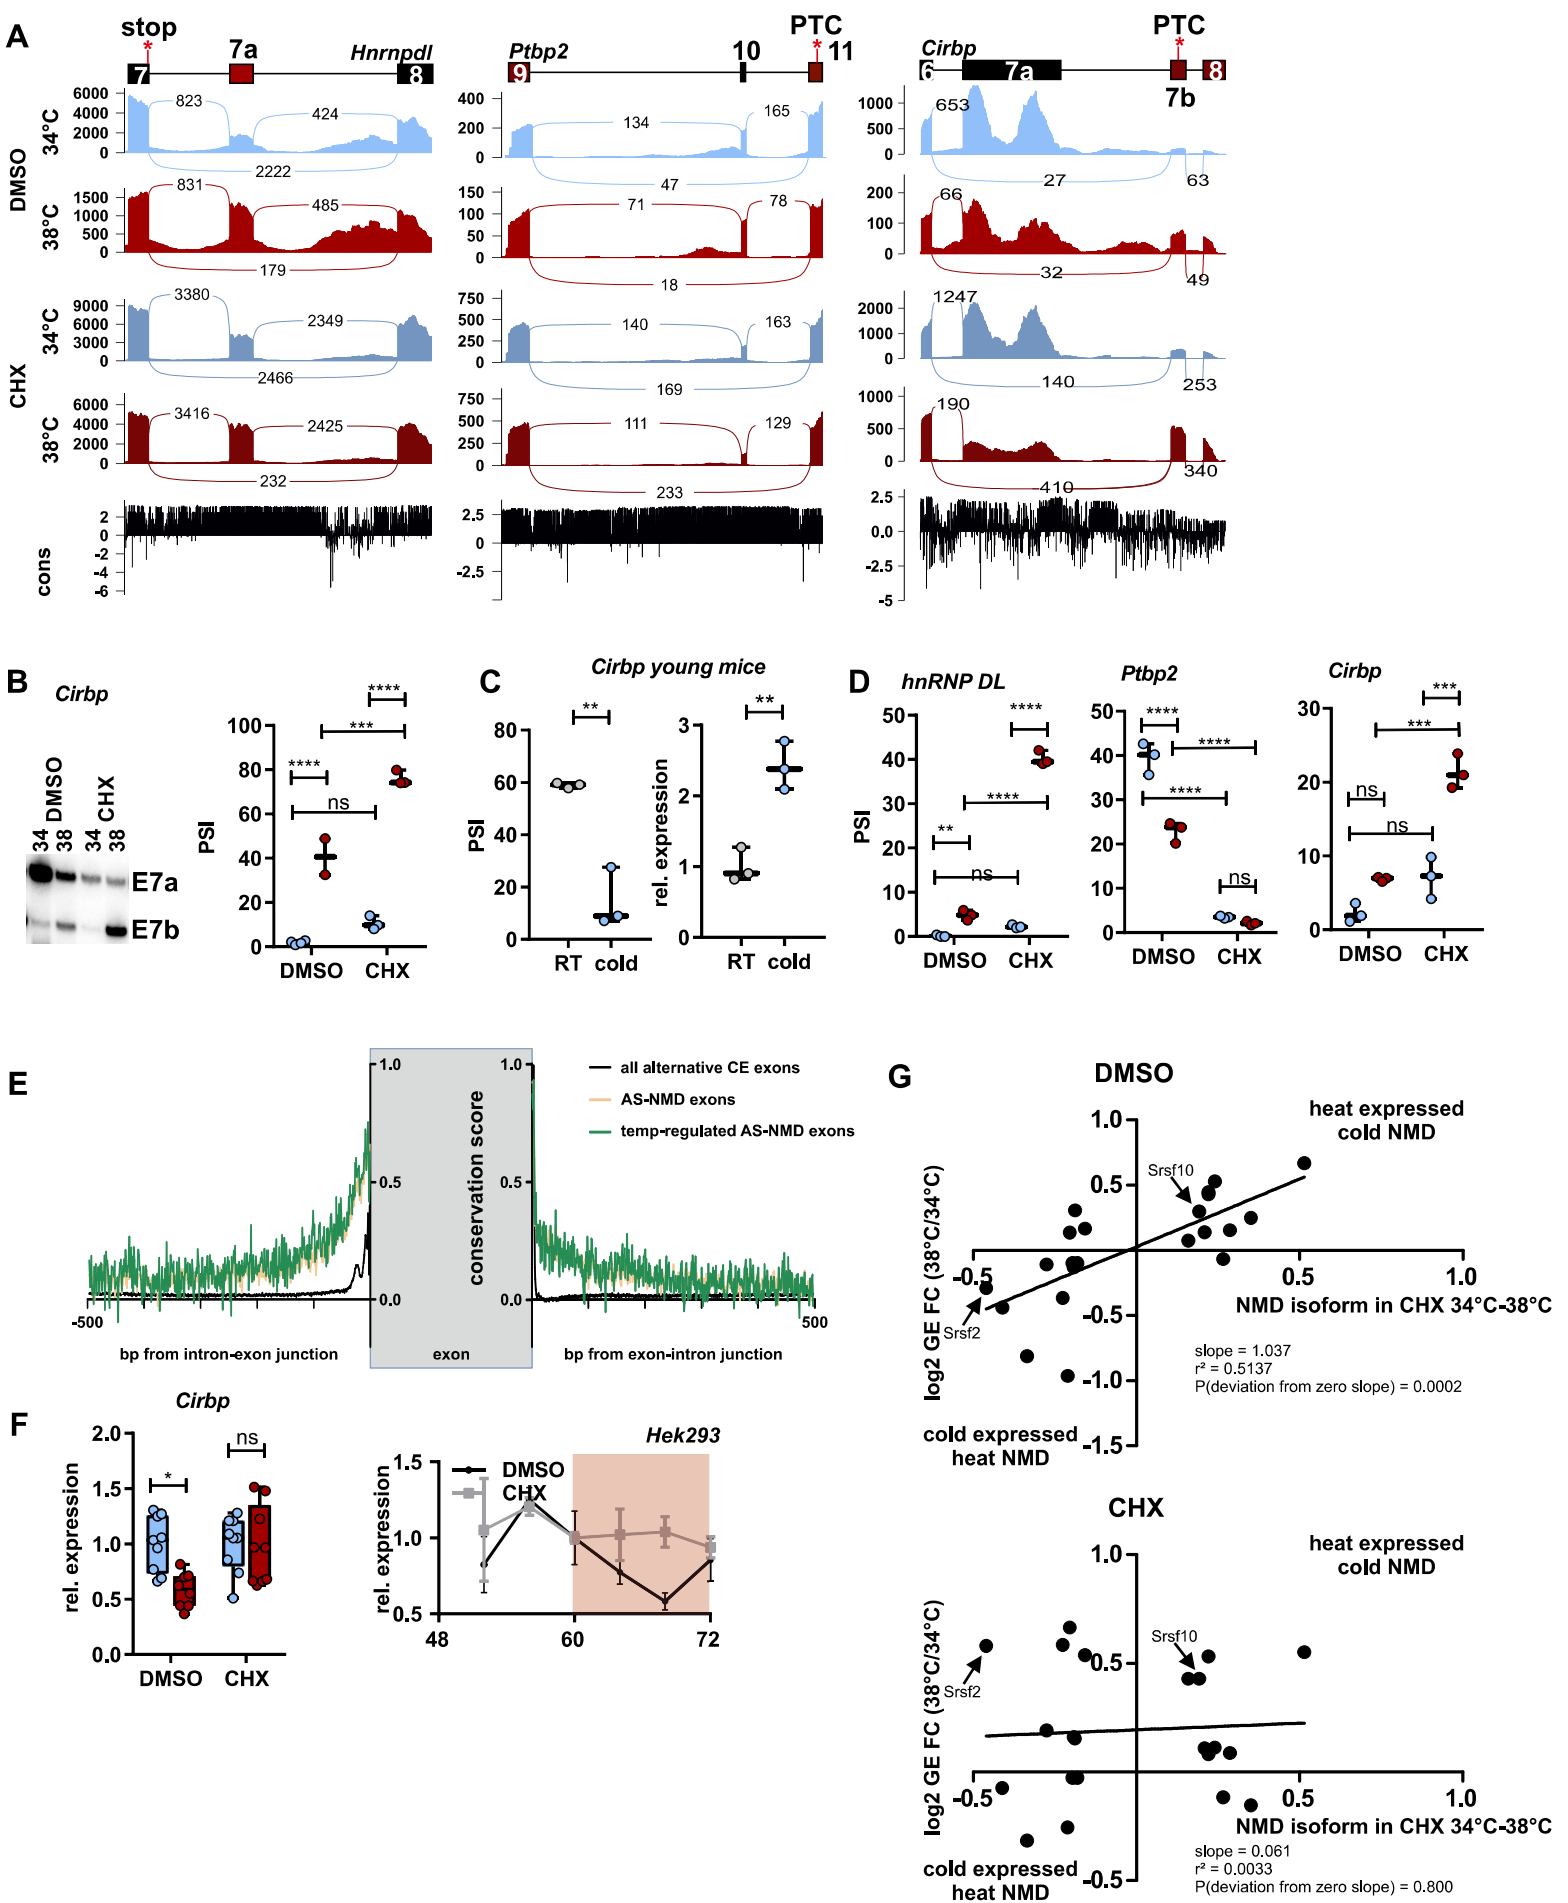 A
stop
*
7a
Hnrnpdl
7
8
Ptbp2
10
PTC
*
11
9
Cirbp
PTC
*
6
7a
8
7b
DMSO
34°C
6000
4000
2000
0
823
424
2222
400
200
0
134
165
47
1000
500
0
653
27
63
38°C
1500
1000
500
0
831
485
179
150
100
50
0
71
78
18
200
100
0
66
32
49
CHX
34°C
9000
6000
3000
0
3380
2349
2466
750
500
250
0
140
163
169
2000
1000
0
1247
140
253
38°C
6000
4000
2000
0
3416
2425
232
750
500
250
0
111
129
233
1000
500
0
190
410
340
cons
2
0
-2
-4
-6
2.5
0
-2.5
2.5
0.0
-2.5
-5
B
Cirbp
DMSO
CHX
34
38
34
38
E7a
E7b
PSI
100
80
60
40
20
0
****
ns
***
****
DMSO
CHX
C
Cirbp young mice
PSI
80
60
40
20
0
**
RT
cold
rel. expression
3
2
1
0
**
RT
cold
D
hnRNP DL
PSI
50
40
30
20
10
0
**
ns
****
****
DMSO
CHX
Ptbp2
50
40
30
20
10
0
****
****
****
ns
DMSO
CHX
Cirbp
30
20
10
0
ns
ns
***
***
DMSO
CHX
E
1.0
0.5
0.0
conservation score
1.0
0.5
0.0
all alternative CE exons
AS-NMD exons
temp-regulated AS-NMD exons
-500
500
bp from intron-exon junction
exon
bp from exon-intron junction
F
Cirbp
rel. expression
2.0
1.5
1.0
0.5
0.0
*
ns
DMSO
CHX
Hek293
rel. expression
1.5
1.0
0.5
DMSO
CHX
48
60
72
G
DMSO
heat expressed
cold NMD
log2 GE FC (38°C/34°C)
1.0
0.5
-0.5
-1.0
-1.5
-0.5
0.5
1.0
Srsf10
Srsf2
NMD isoform in CHX 34°C-38°C
slope = 1.037
r² = 0.5137
P(deviation from zero slope) = 0.0002
cold expressed
heat NMD
CHX
heat expressed
cold NMD
log2 GE FC (38°C/34°C)
1.0
0.5
-0.5
-0.5
0.5
1.0
Srsf10
Srsf2
NMD isoform in CHX 34°C-38°C
slope = 0.061
r² = 0.0033
P(deviation from zero slope) = 0.800
cold expressed
heat NMD